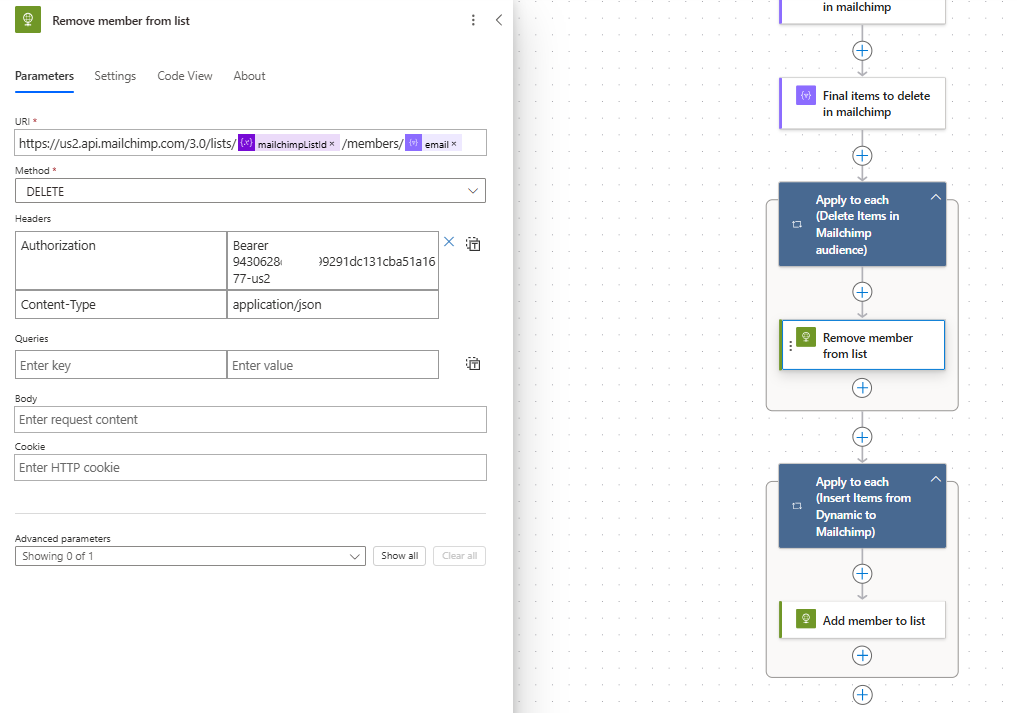 Remove member from list
Parameters
Settings
Code View
About
URI *
https://us2.api.mailchimp.com/3.0/lists/ {x} mailchimpListId × /members/ {v} email ×
Method *
DELETE
Headers
Authorization
Bearer
9430628 99291dc131cba51a16
77-us2
Content-Type
application/json
Queries
Enter key
Enter value
Body
Enter request content
Cookie
Enter HTTP cookie
Advanced parameters
Showing 0 of 1
Show all
Clear all
in mailchimp
Final items to delete
in mailchimp
Apply to each
(Delete Items in
Mailchimp
audience)
Remove member
from list
Apply to each
(Insert Items from
Dynamic to
Mailchimp)
Add member to list